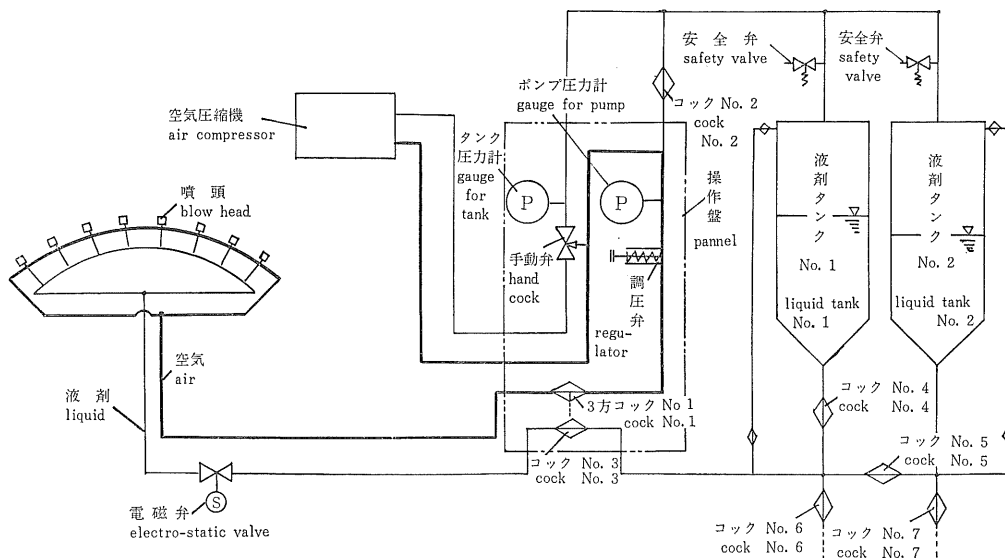 安全弁
safety valve
安全弁
safety
valve
ポンプ圧力計
gauge for pump
コック No. 2
cock
No. 2
空気圧縮機
air compressor
タンク
圧力計
gauge
for
tank
P
P
操作盤
pannel
液剤タンク
No. 1
liquid tank
No. 1
液剤タンク
No. 2
liquid tank
No. 2
噴頭
blow head
手動弁
hand
cock
調圧弁
regu-
lator
空気
air
液剤
liquid
3方コック No 1
cock No. 1
コック No. 3
cock No. 3
コック No. 4
cock No. 4
コック No. 5
cock No. 5
S
電磁弁
electro-static valve
コック No. 6
cock No. 6
コック No. 7
cock No. 7